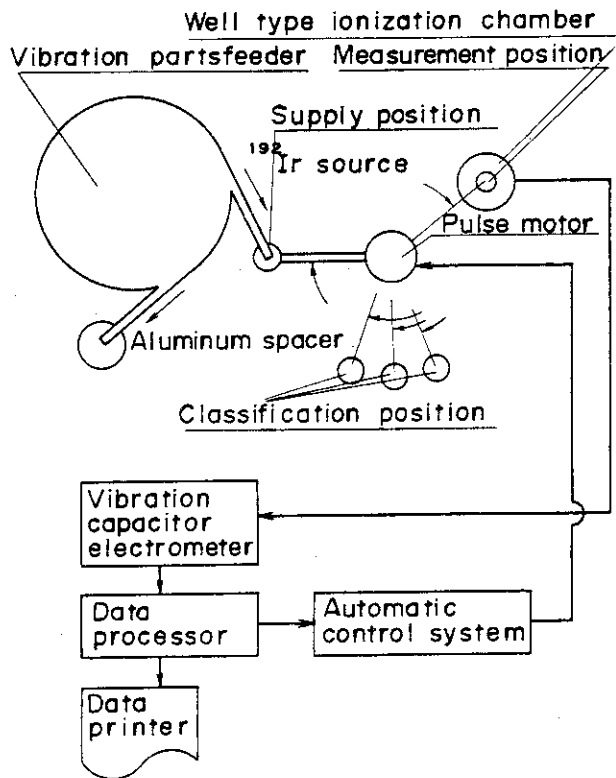 Well type ionization chamber
Vibration partsfeeder
Measurement position
Supply position
192Ir source
Pulse motor
Aluminum spacer
Classification position
Vibration
capacitor
electrometer
Data
processor
Automatic
control system
Data
printer